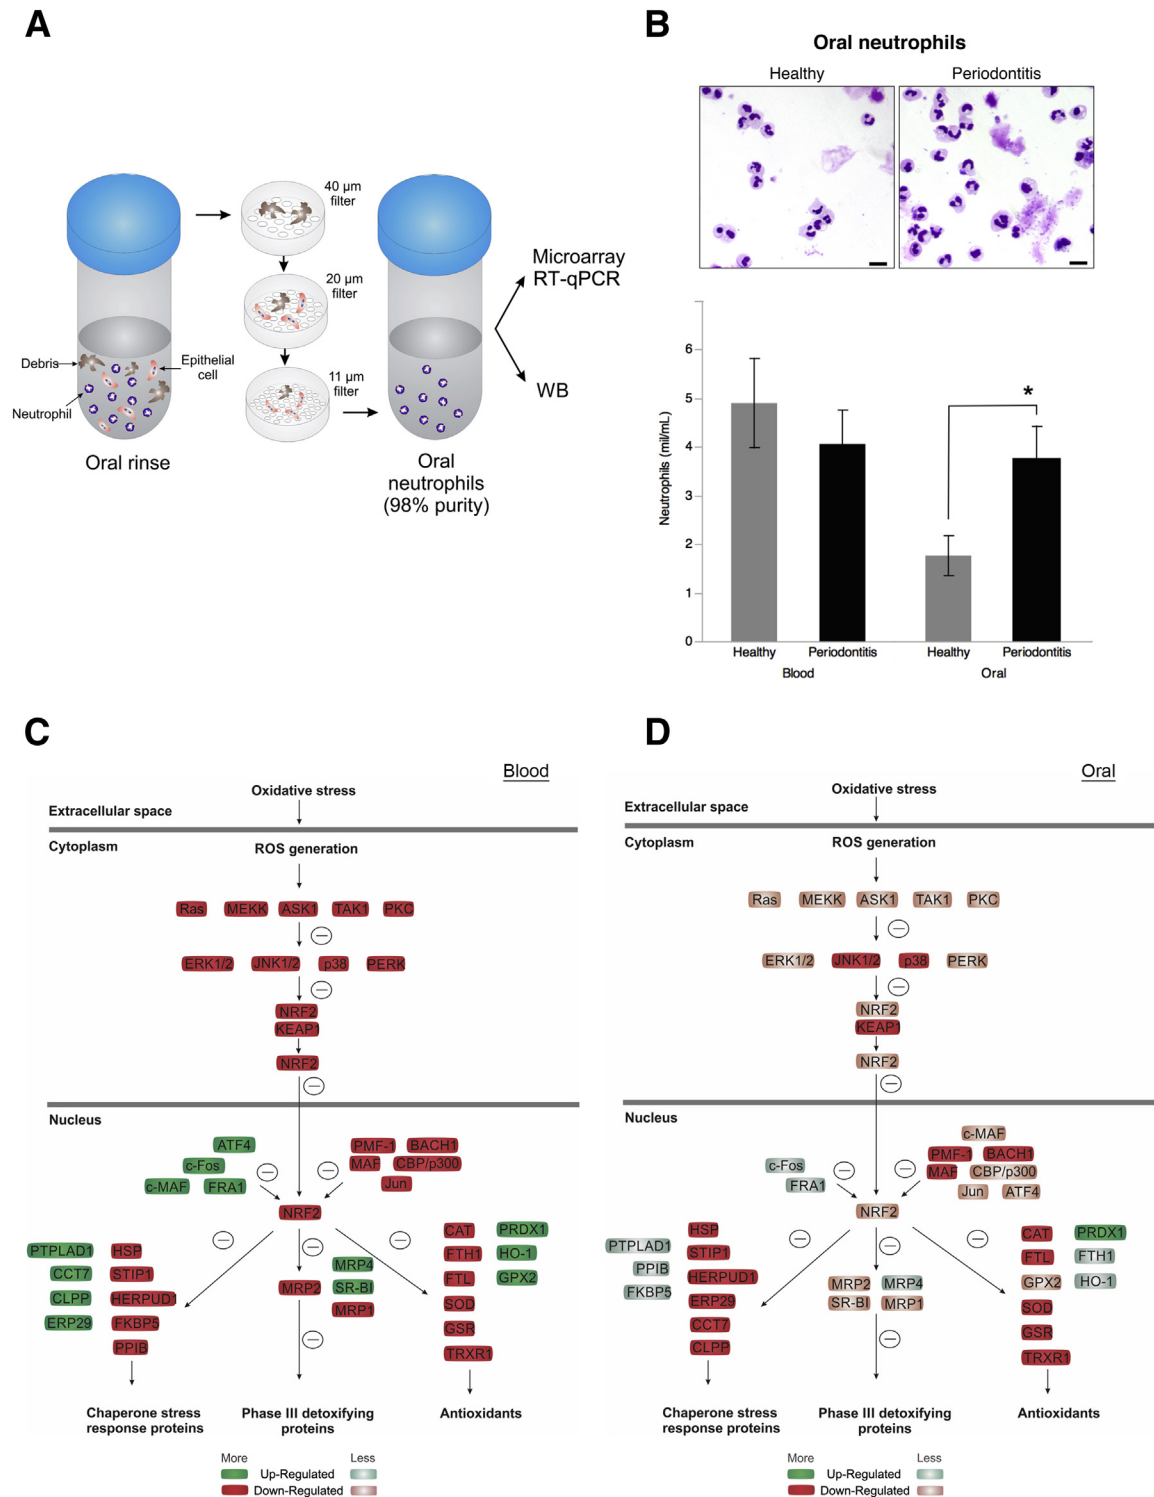 A
40 µm
filter
20 µm
filter
11 µm
filter
Debris
Epithelial
cell
Neutrophil
Oral rinse
Oral
neutrophils
(98% purity)
Microarray
RT-qPCR
WB
B
Oral neutrophils
Healthy Periodontitis
Neutrophils (mil/mL)
6
5
4
3
2
1
0
*
Healthy Periodontitis Healthy Periodontitis
Blood Oral
C
Blood
Oxidative stress
Extracellular space
Cytoplasm
ROS generation
Ras MEKK ASK1 TAK1 PKC
ERK1/2 JNK1/2 p38 PERK
NRF2
KEAP1
NRF2
Nucleus
ATF4
c-Fos
c-MAF FRA1
PMF-1 BACH1
MAF CBP/p300
Jun
NRF2
PTPLAD1 HSP
CCT7 STIP1
CLPP HERPUD1
ERP29 FKBP5
PPIB
MRP4
MRP2 SR-BI
MRP1
CAT PRDX1
FTH1 HO-1
FTL GPX2
SOD
GSR
TRXR1
Chaperone stress
response proteins
Phase III detoxifying
proteins
Antioxidants
More Less
Up-Regulated
Down-Regulated
D
Oral
Oxidative stress
Extracellular space
Cytoplasm
ROS generation
Ras MEKK ASK1 TAK1 PKC
ERK1/2 JNK1/2 p38 PERK
NRF2
KEAP1
NRF2
Nucleus
c-Fos
FRA1
c-MAF
PMF-1 BACH1
MAF CBP/p300
Jun ATF4
NRF2
HSP
PTPLAD1 STIP1
PPIB HERPUD1
FKBP5 ERP29
CCT7
CLPP
MRP2 MRP4
SR-BI MRP1
CAT PRDX1
FTL FTH1
GPX2 HO-1
SOD
GSR
TRXR1
Chaperone stress
response proteins
Phase III detoxifying
proteins
Antioxidants
More Less
Up-Regulated
Down-Regulated